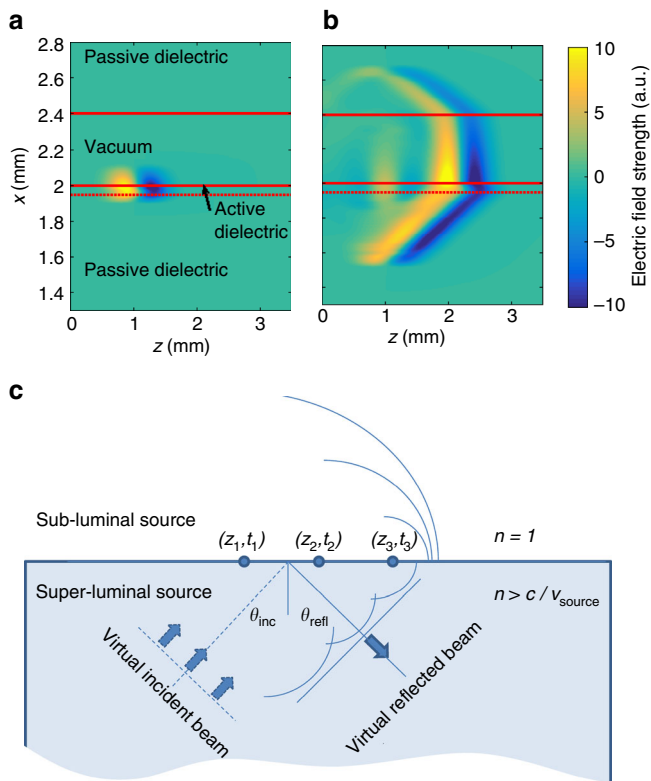 a
b
2.8
2.6
2.4
2.2
2
1.8
1.6
1.4
x (mm)
Passive dielectric
Vacuum
Active
dielectric
Passive dielectric
0
1
2
3
z (mm)
0
1
2
3
z (mm)
10
5
0
−5
−10
Electric field strength (a.u.)
c
Sub-luminal source
(z1,t1)
(z2,t2)
(z3,t3)
n = 1
Super-luminal source
n > c / vsource
θinc
θrefl
Virtual incident beam
Virtual reflected beam